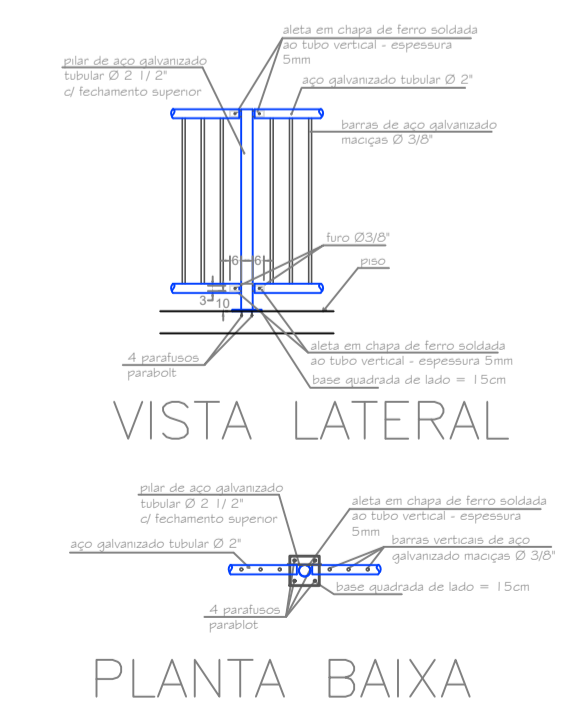 aleta em chapa de ferro soldada
ao tubo vertical - espessura
5mm
pilar de aço galvanizado
tubular Ø 2 1/2"
c/ fechamento superior
aço galvanizado tubular Ø 2"
barras de aço galvanizado
maciças Ø 3/8"
furo Ø3/8"
piso
6 6
3 10
aleta em chapa de ferro soldada
ao tubo vertical - espessura 5mm
4 parafusos
parabolt
base quadrada de lado = 15cm
VISTA LATERAL
pilar de aço galvanizado
tubular Ø 2 1/2"
c/ fechamento superior
aleta em chapa de ferro soldada
ao tubo vertical - espessura
5mm
aço galvanizado tubular Ø 2"
barras verticais de aço
galvanizado maciças Ø 3/8"
base quadrada de lado = 15cm
4 parafusos
parablot
PLANTA BAIXA